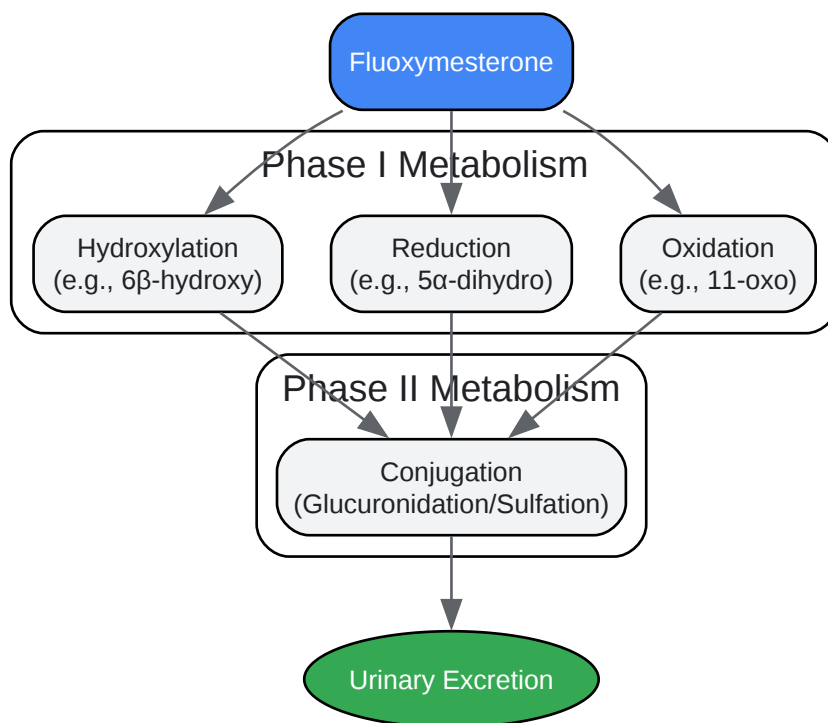 Fluoxymesterone
Phase I Metabolism
Hydroxylation
(e.g., 6β-hydroxy)
Reduction
(e.g., 5α-dihydro)
Oxidation
(e.g., 11-oxo)
Phase II Metabolism
Conjugation
(Glucuronidation/Sulfation)
Urinary Excretion